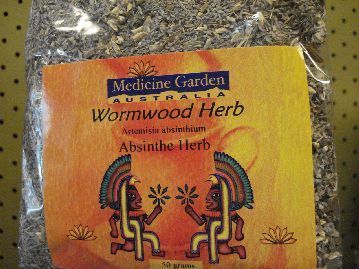 Medicine Garden
AUSTRALIA
Wormwood Herb
Artemisia absinthium
Absinthe Herb
50 grams